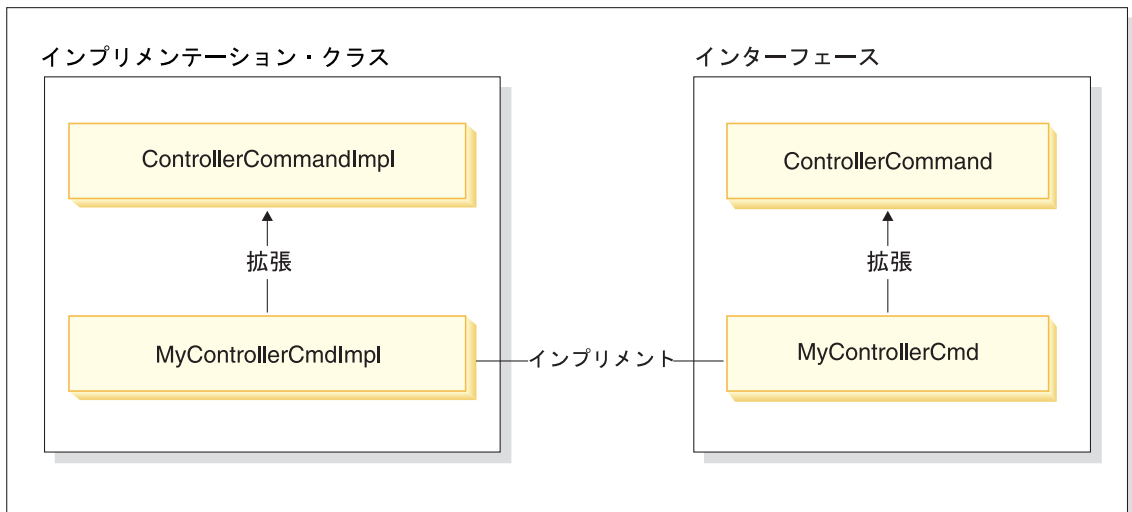 インプリメンテーション・クラス
ControllerCommandImpl
拡張
MyControllerCmdImpl
インプリメント
インターフェース
ControllerCommand
拡張
MyControllerCmd